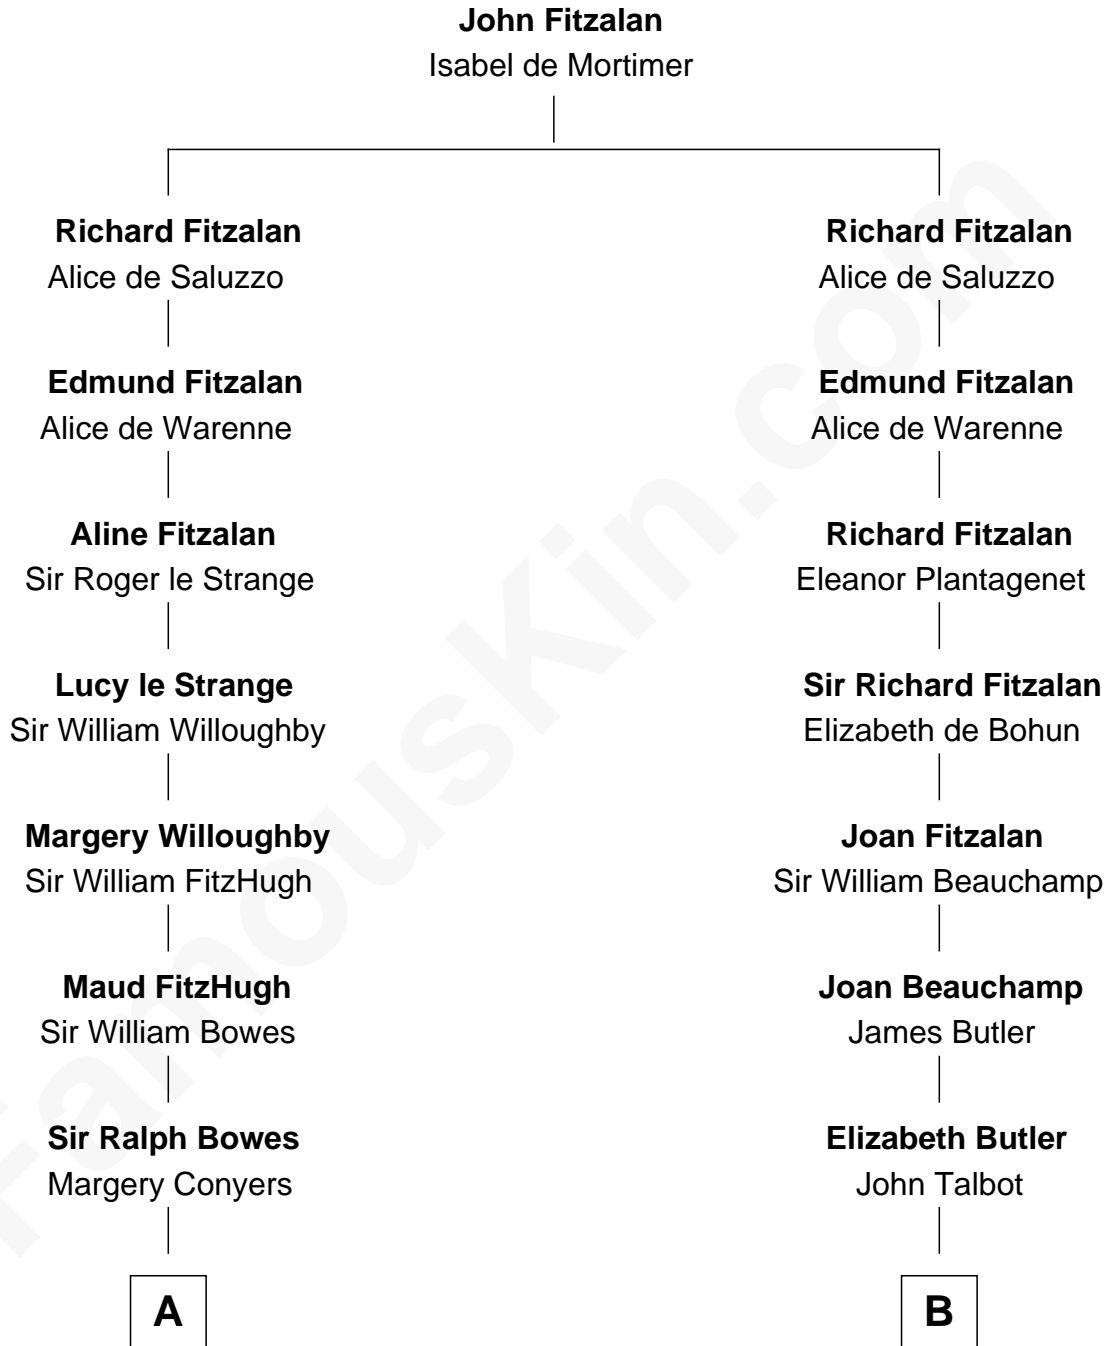 John Fitzalan
Isabel de Mortimer
Richard Fitzalan
Alice de Saluzzo
Edmund Fitzalan
Alice de Warenne
Aline Fitzalan
Sir Roger le Strange
Lucy le Strange
Sir William Willoughby
Margery Willoughby
Sir William FitzHugh
Maud FitzHugh
Sir William Bowes
Sir Ralph Bowes
Margery Conyers
A
Richard Fitzalan
Alice de Saluzzo
Edmund Fitzalan
Alice de Warenne
Richard Fitzalan
Eleanor Plantagenet
Sir Richard Fitzalan
Elizabeth de Bohun
Joan Fitzalan
Sir William Beauchamp
Joan Beauchamp
James Butler
Elizabeth Butler
John Talbot
B
FamousKin.com